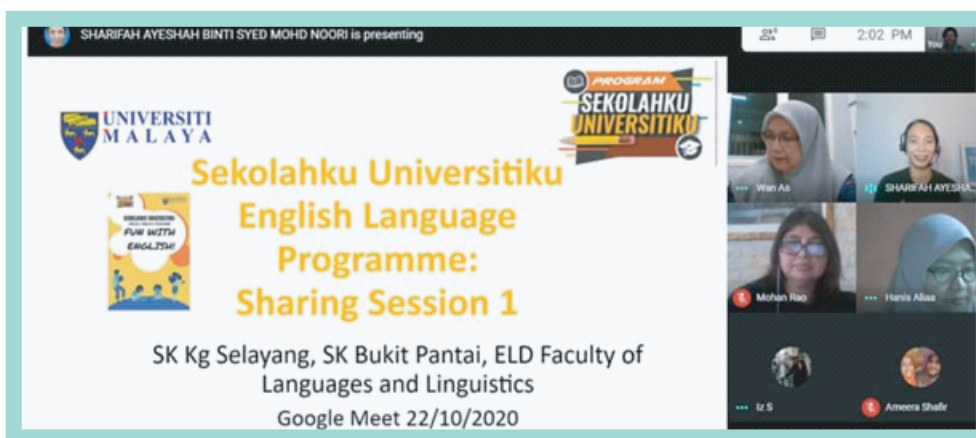 SHARIFAH AYESHAH BINTI SYED MOHD NOORI is presenting
2:02 PM
You
UNIVERSITI
MALAYA
PROGRAM
SEKOLAHKU
UNIVERSITIKU
Sekolahku Universitiku
English Language
Programme:
Sharing Session 1
FUN WITH
ENGLISH!
SK Kg Selayang, SK Bukit Pantai, ELD Faculty of
Languages and Linguistics
Google Meet 22/10/2020
Wan As
SHARIFAH AYESHA...
Mohan Rao
Hanis Aliaa
Iz S
Ameera Shafir